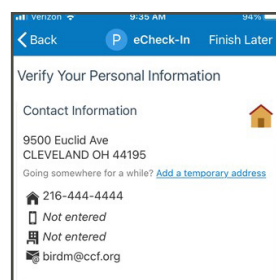 Verizon 9:35 AM 94%
Back P eCheck-In Finish Later
Verify Your Personal Information
Contact Information
9500 Euclid Ave
CLEVELAND OH 44195
Going somewhere for a while? Add a temporary address
216-444-4444
Not entered
Not entered
birdm@ccf.org